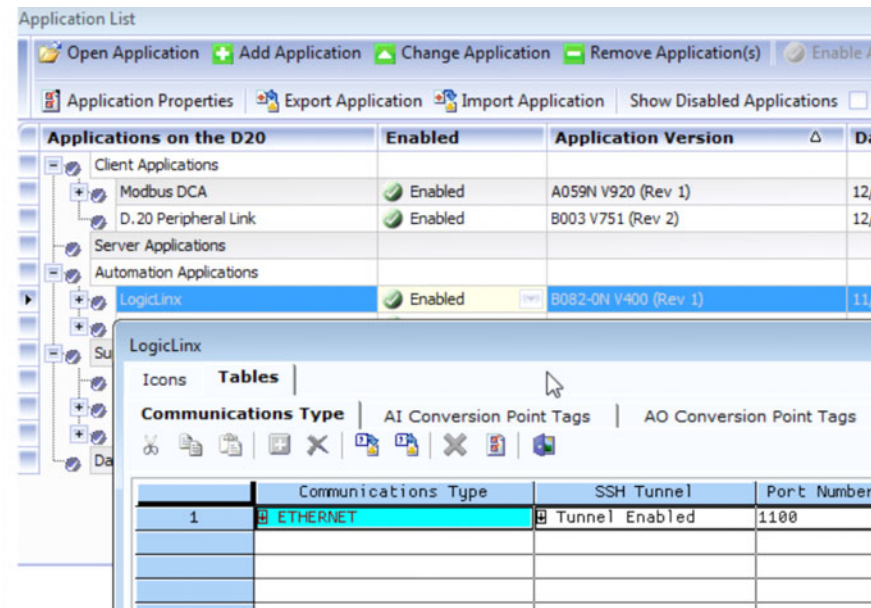 Application List
Open Application Add Application Change Application Remove Application(s) Enable
Application Properties Export Application Import Application Show Disabled Applications
Applications on the D20 Enabled Application Version
Client Applications
Modbus DCA Enabled A059N V920 (Rev 1) 12/
D.20 Peripheral Link Enabled B003 V751 (Rev 2) 12/
Server Applications
Automation Applications
LogicLinx Enabled B082-0N V400 (Rev 1) 11/
Su
Da
LogicLinx
Icons Tables
Communications Type AI Conversion Point Tags AO Conversion Point Tags
Communications Type SSH Tunnel Port Number
1 ETHERNET Tunnel Enabled 1100